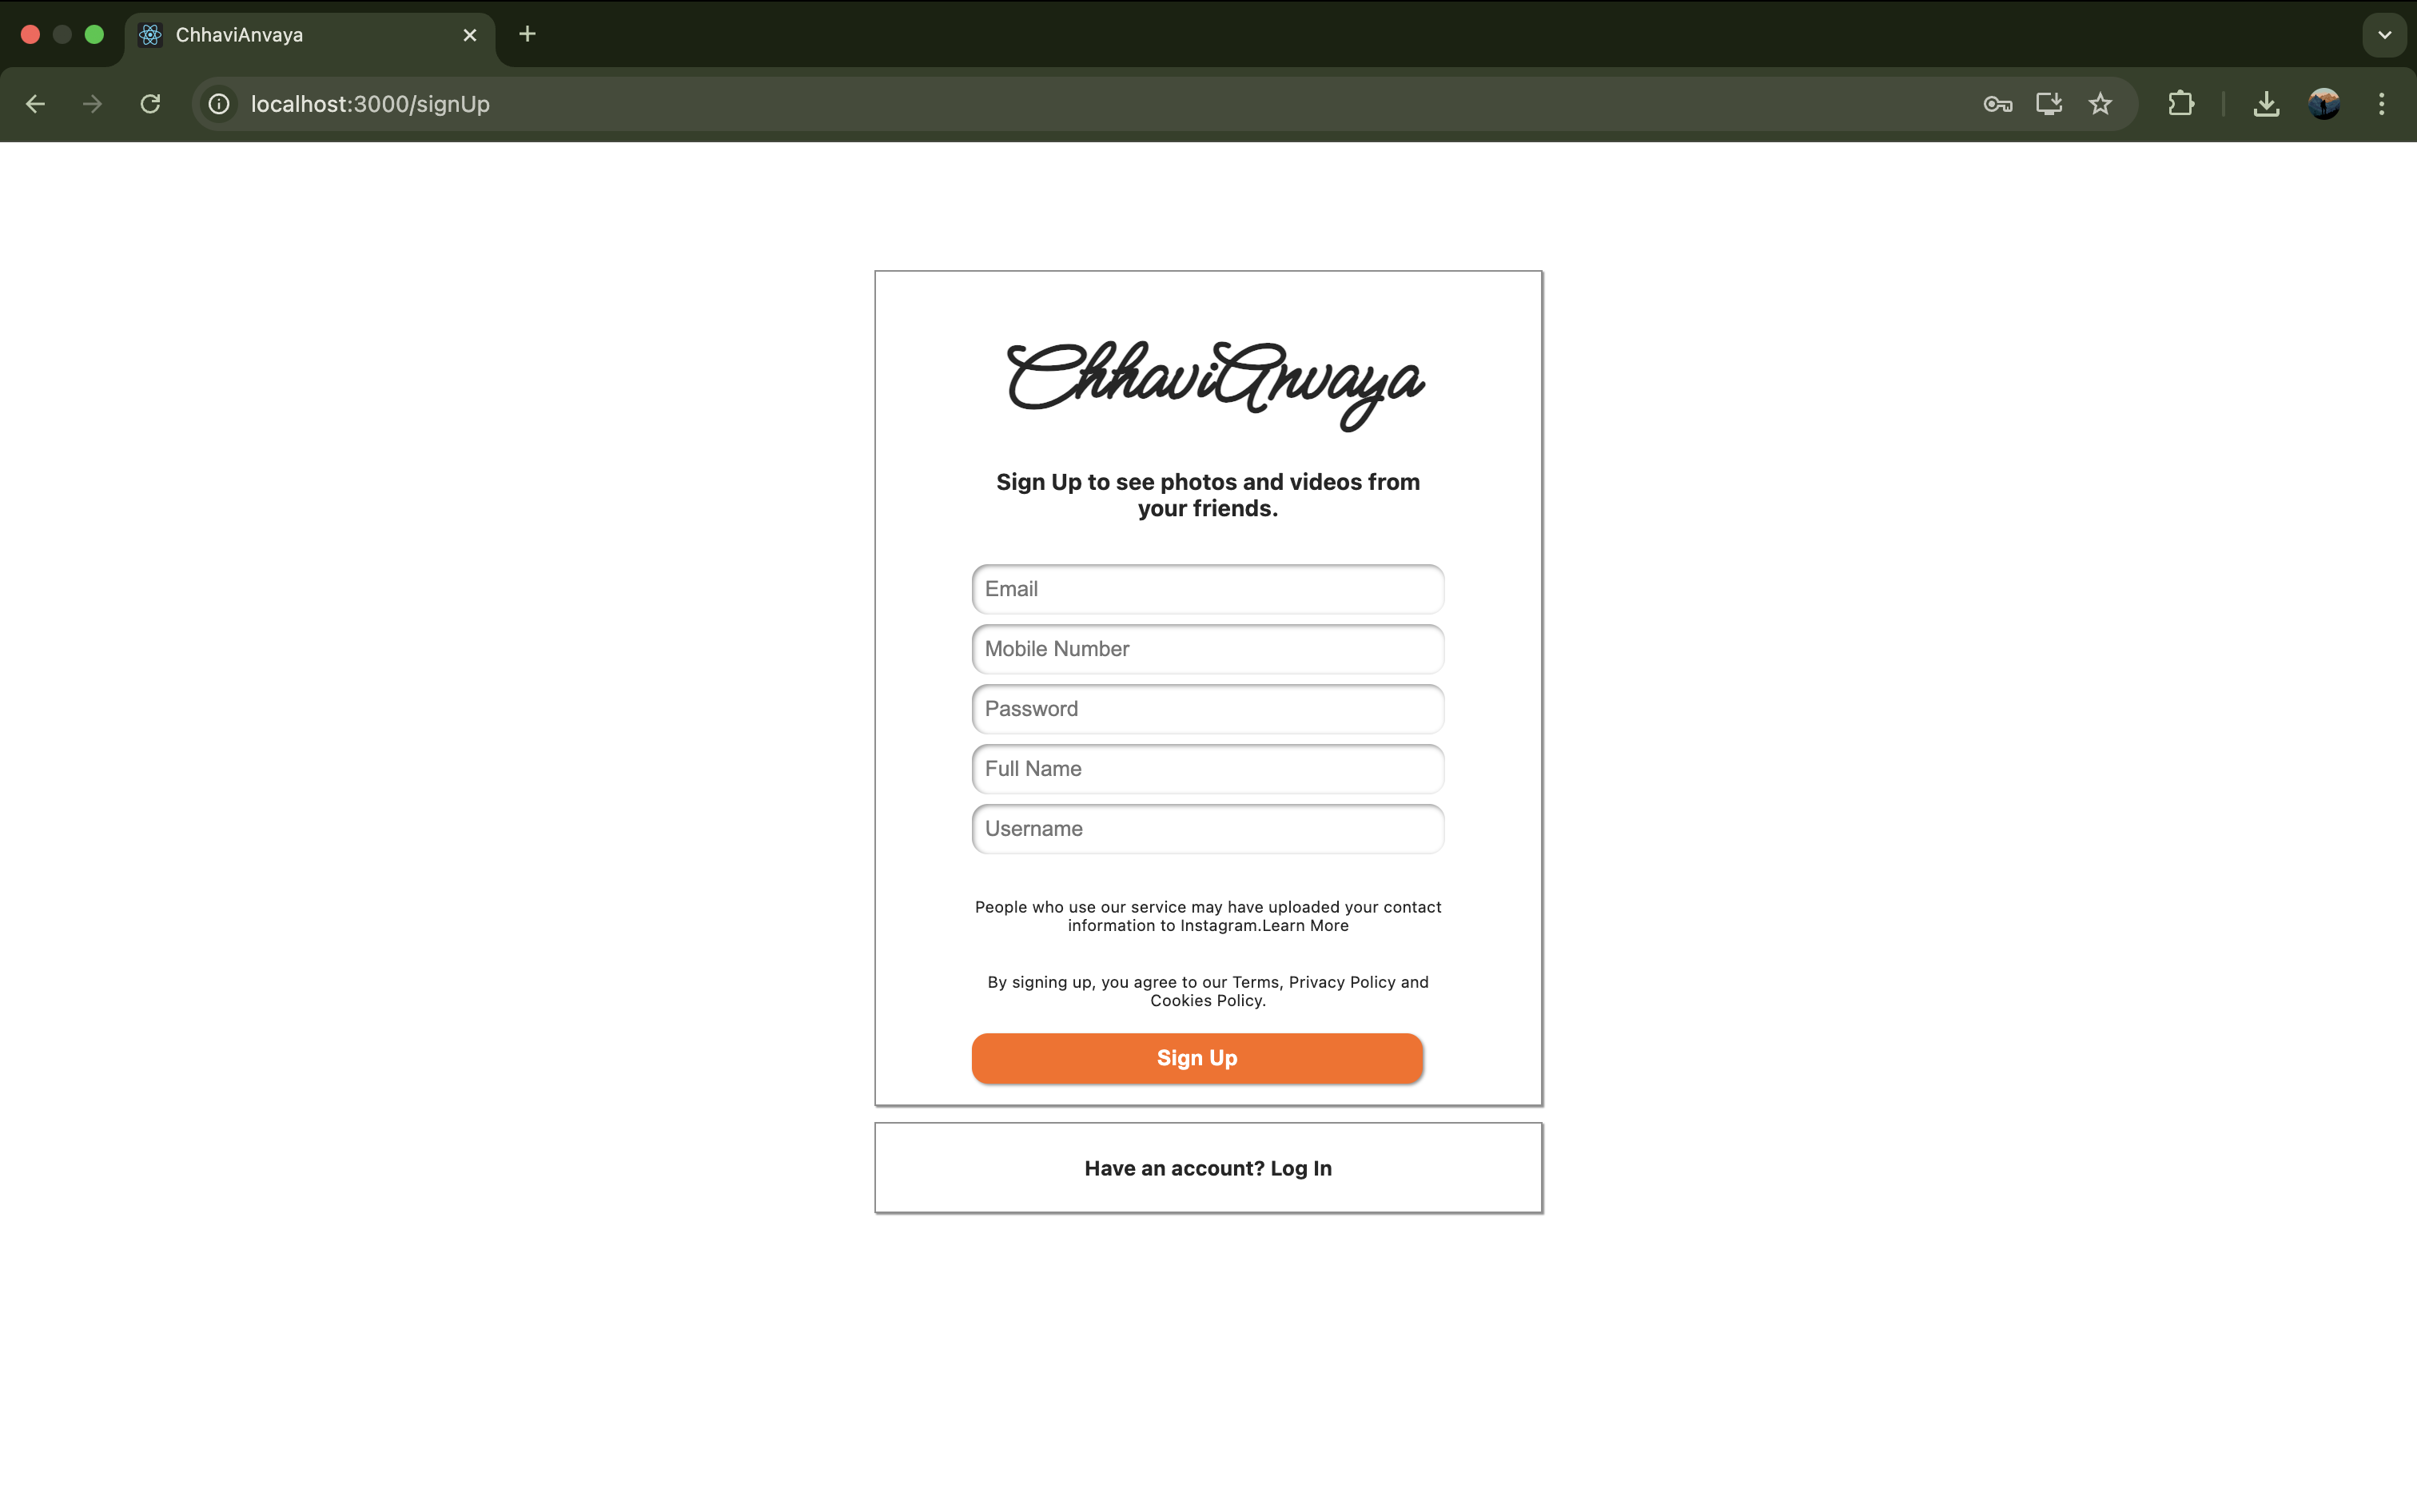 ChhaviAnvaya
localhost:3000/signUp
ChhaviAnvaya
Sign Up to see photos and videos from
your friends.
Email
Mobile Number
Password
Full Name
Username
People who use our service may have uploaded your contact
information to Instagram.Learn More
By signing up, you agree to our Terms, Privacy Policy and
Cookies Policy.
Sign Up
Have an account? Log In